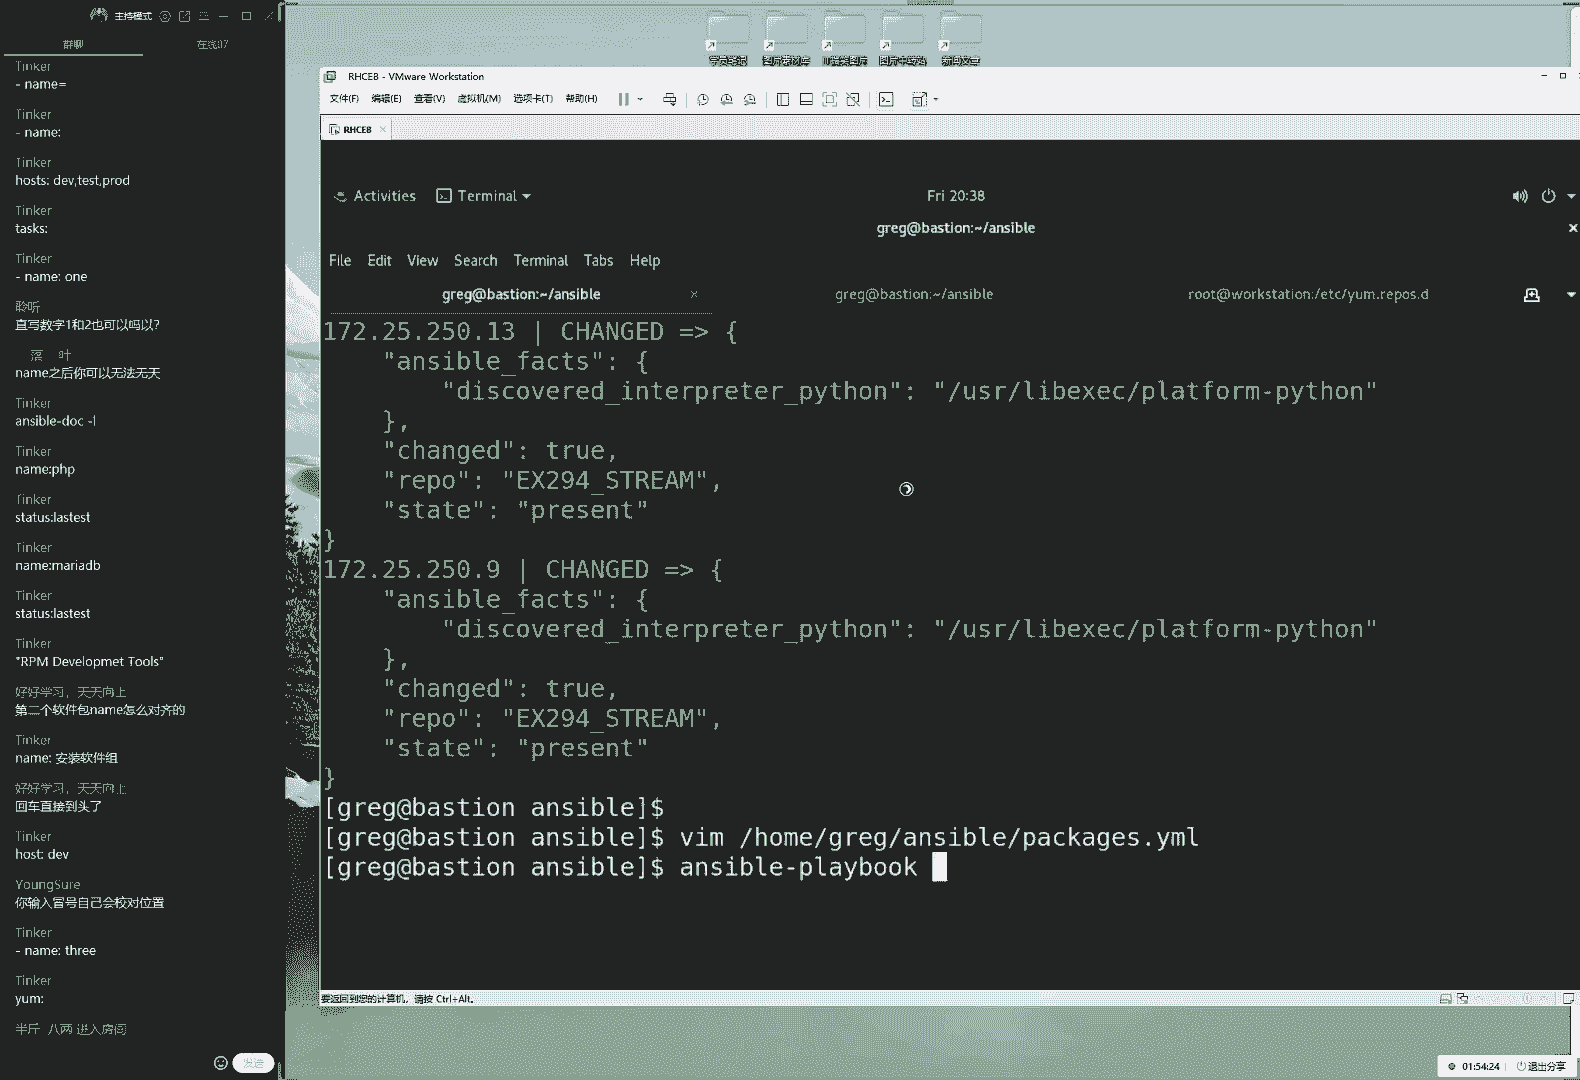 主持模式
群聊
在线07
Tinker
- name=
Tinker
- name:
Tinker
hosts: dev,test,prod
Tinker
tasks:
Tinker
- name: one
聆听
直写数字1和2也可以吗以?
落 叶
name之后你可以无法无天
Tinker
ansible-doc -l
Tinker
name:php
Tinker
status:lastest
Tinker
name:mariadb
Tinker
status:lastest
Tinker
"RPM Developmet Tools"
好好学习，天天向上
第二个软件包name怎么对齐的
Tinker
name: 安装软件组
好好学习，天天向上
回车直接到头了
Tinker
host: dev
YoungSure
你输入冒号自己会校对位置
Tinker
- name: three
Tinker
yum:
半斤 八两 进入房间
发送
RHCEB - VMware Workstation
文件(F) 编辑(E) 查看(V) 虚拟机(M) 选项卡(T) 帮助(H)
RHCEB
Activities Terminal Fri 20:38
greg@bastion:~/ansible
File Edit View Search Terminal Tabs Help
greg@bastion:~/ansible greg@bastion:~/ansible root@workstation:/etc/yum.repos.d
172.25.250.13 | CHANGED => {
"ansible_facts": {
"discovered_interpreter_python": "/usr/libexec/platform-python"
},
"changed": true,
"repo": "EX294_STREAM",
"state": "present"
}
172.25.250.9 | CHANGED => {
"ansible_facts": {
"discovered_interpreter_python": "/usr/libexec/platform-python"
},
"changed": true,
"repo": "EX294_STREAM",
"state": "present"
}
[greg@bastion ansible]$
[greg@bastion ansible]$ vim /home/greg/ansible/packages.yml
[greg@bastion ansible]$ ansible-playbook
要返回到您的计算机，请按 Ctrl+Alt。
01:54:24 退出分享